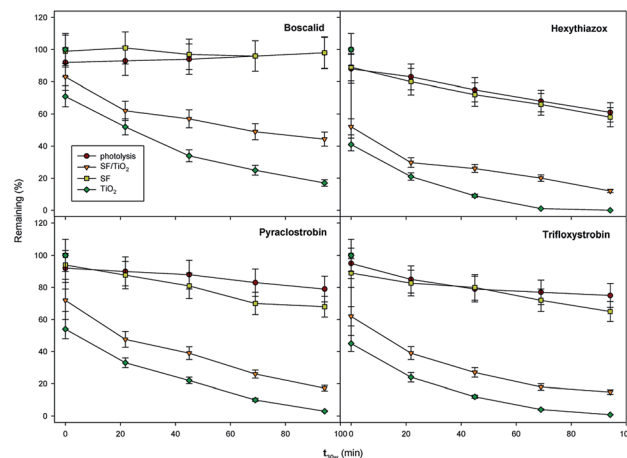 Boscalid
Hexythiazox
120
100
80
60
40
20
0
photolysis
SF/TiO₂
SF
TiO₂
Remaining (%)
Pyraclostrobin
Trifloxystrobin
120
100
80
60
40
20
0
0 20 40 60 80 100 0 20 40 60 80 100
t₃₀w (min)